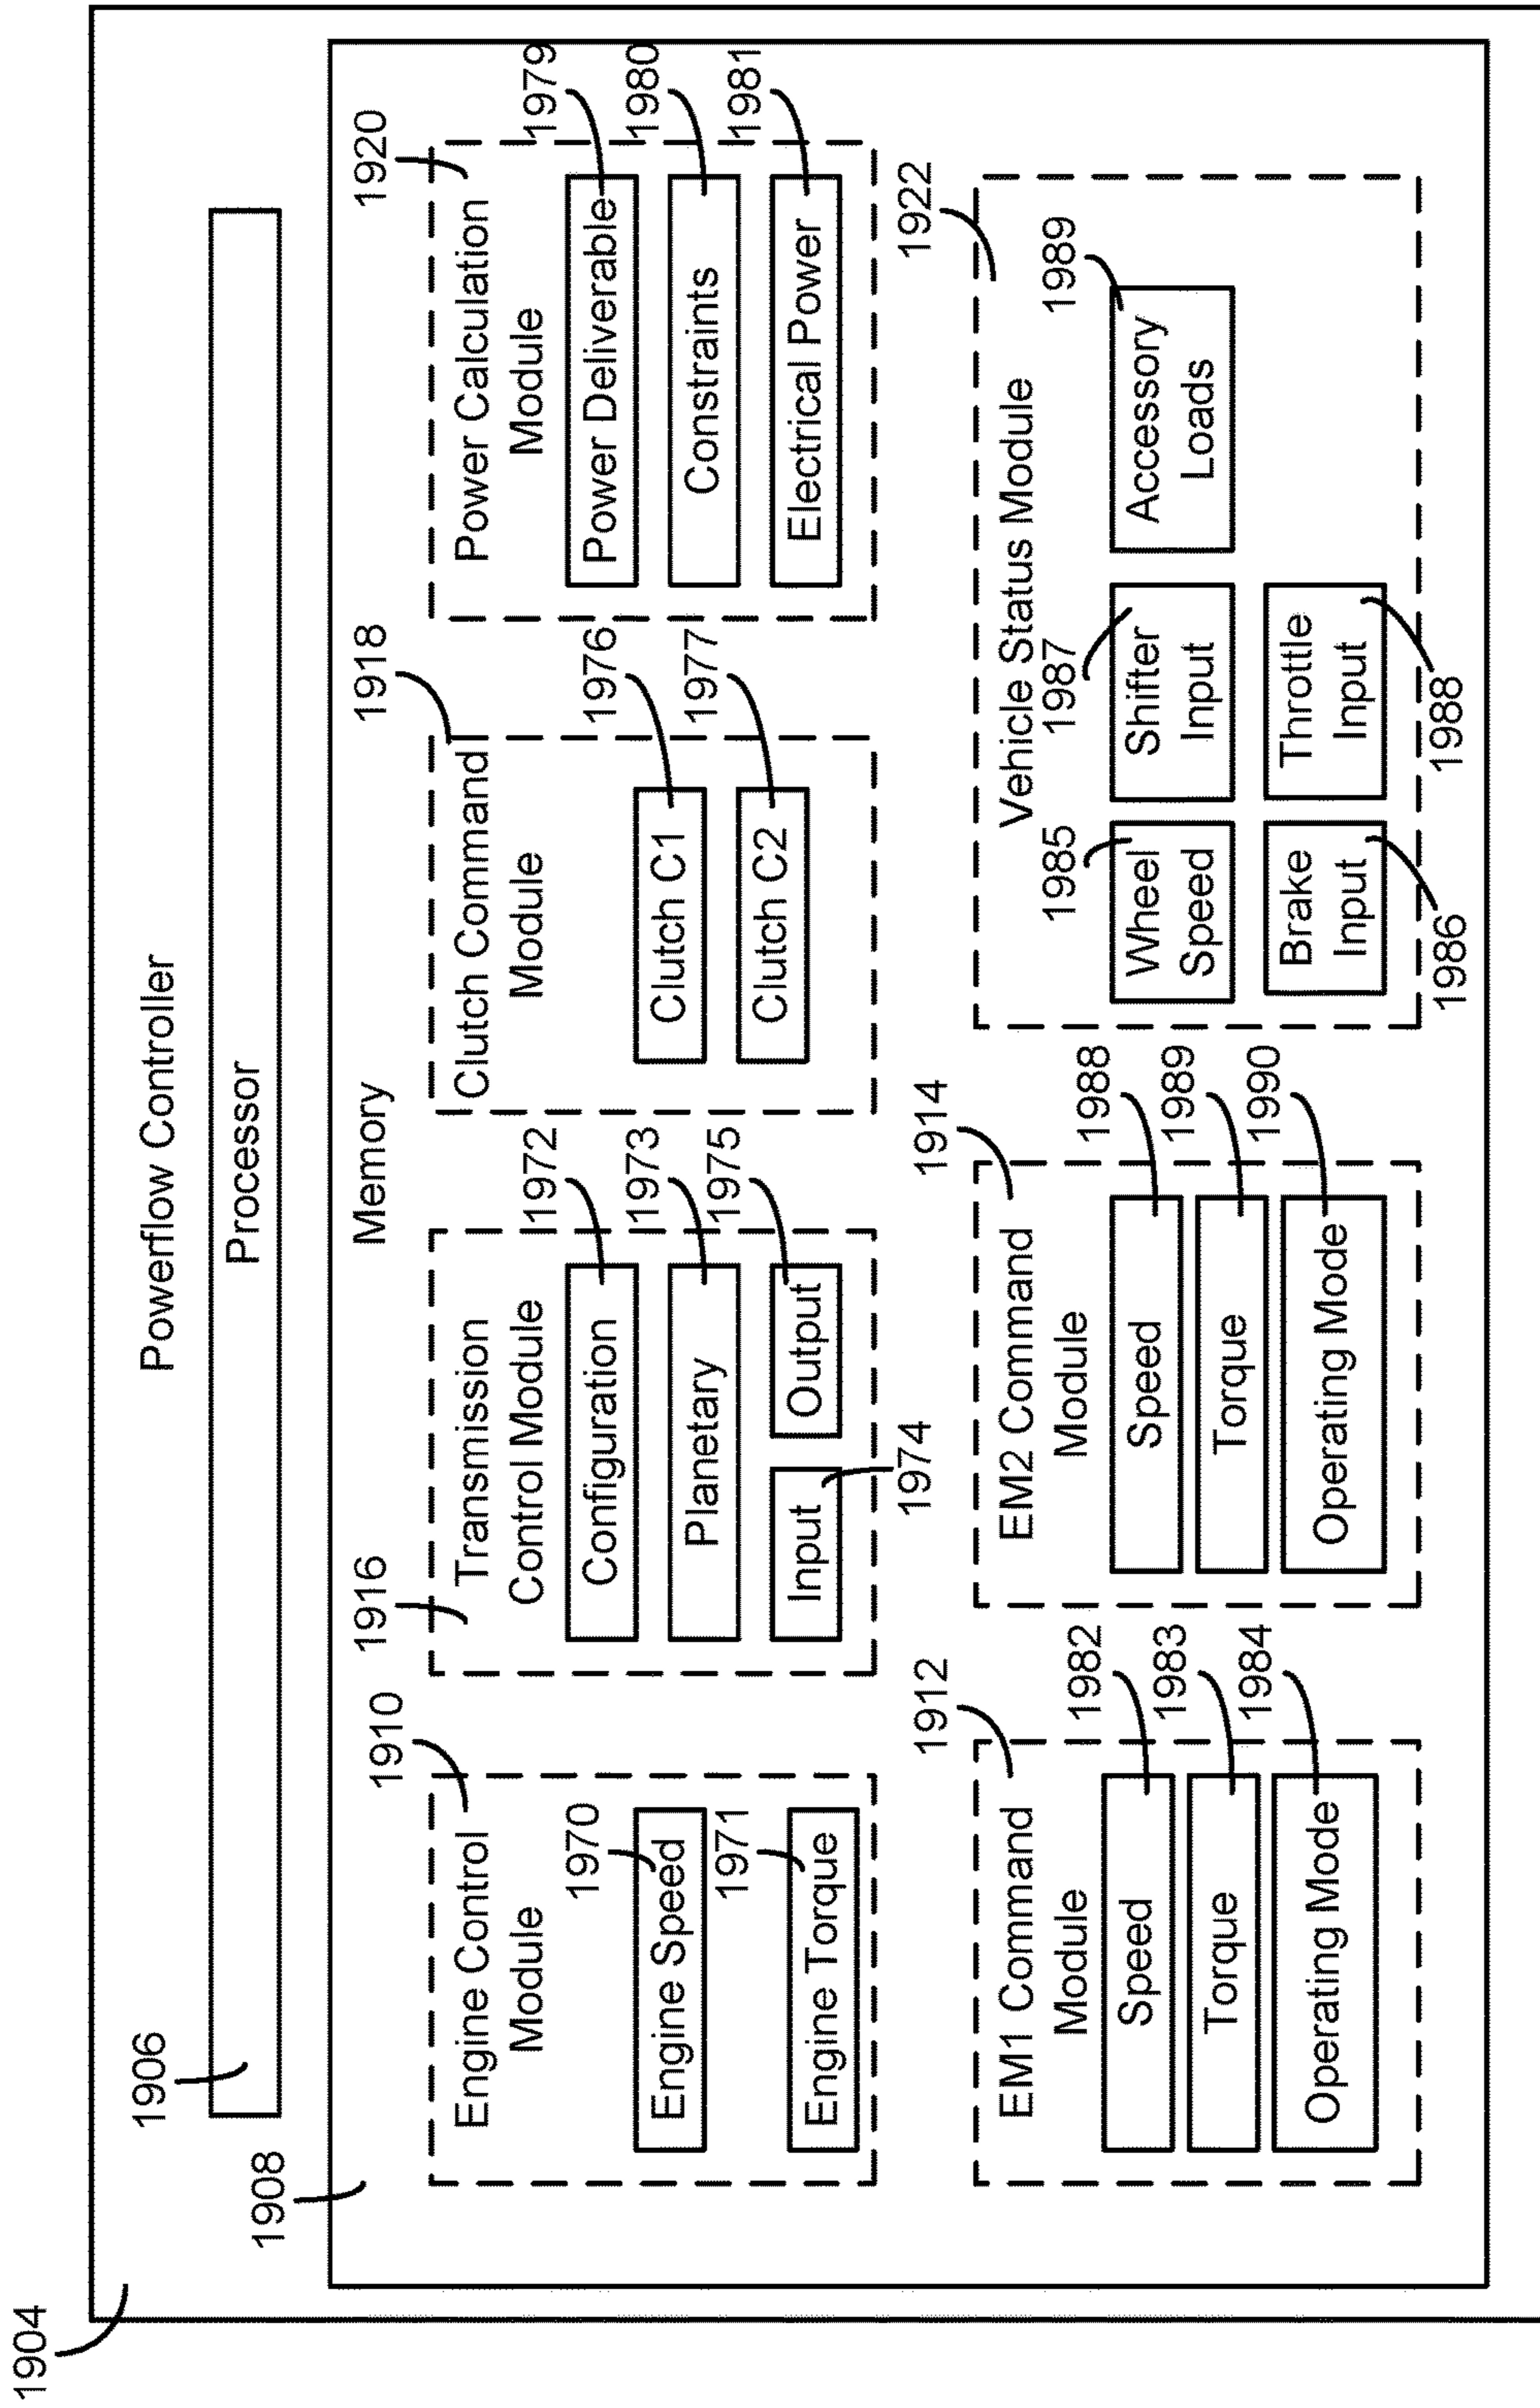 1904
Powerflow Controller
1906
Processor
1908
Memory
1910
Engine Control
Module
1970
Engine Speed
1971
Engine Torque
1916
Transmission
Control Module
1972
Configuration
1973
Planetary
1975
Input
Output
1974
1918
Clutch Command
Module
1976
Clutch C1
1977
Clutch C2
1920
Power Calculation
Module
1979
Power Deliverable
1980
Constraints
1981
Electrical Power
1912
EM1 Command
Module
1982
Speed
1983
Torque
1984
Operating Mode
1914
EM2 Command
Module
1988
Speed
1989
Torque
1990
Operating Mode
1922
Vehicle Status Module
1985
Wheel
Speed
1987
Shifter
Input
1989
Accessory
Loads
Brake
Input
1986
Throttle
Input
1988